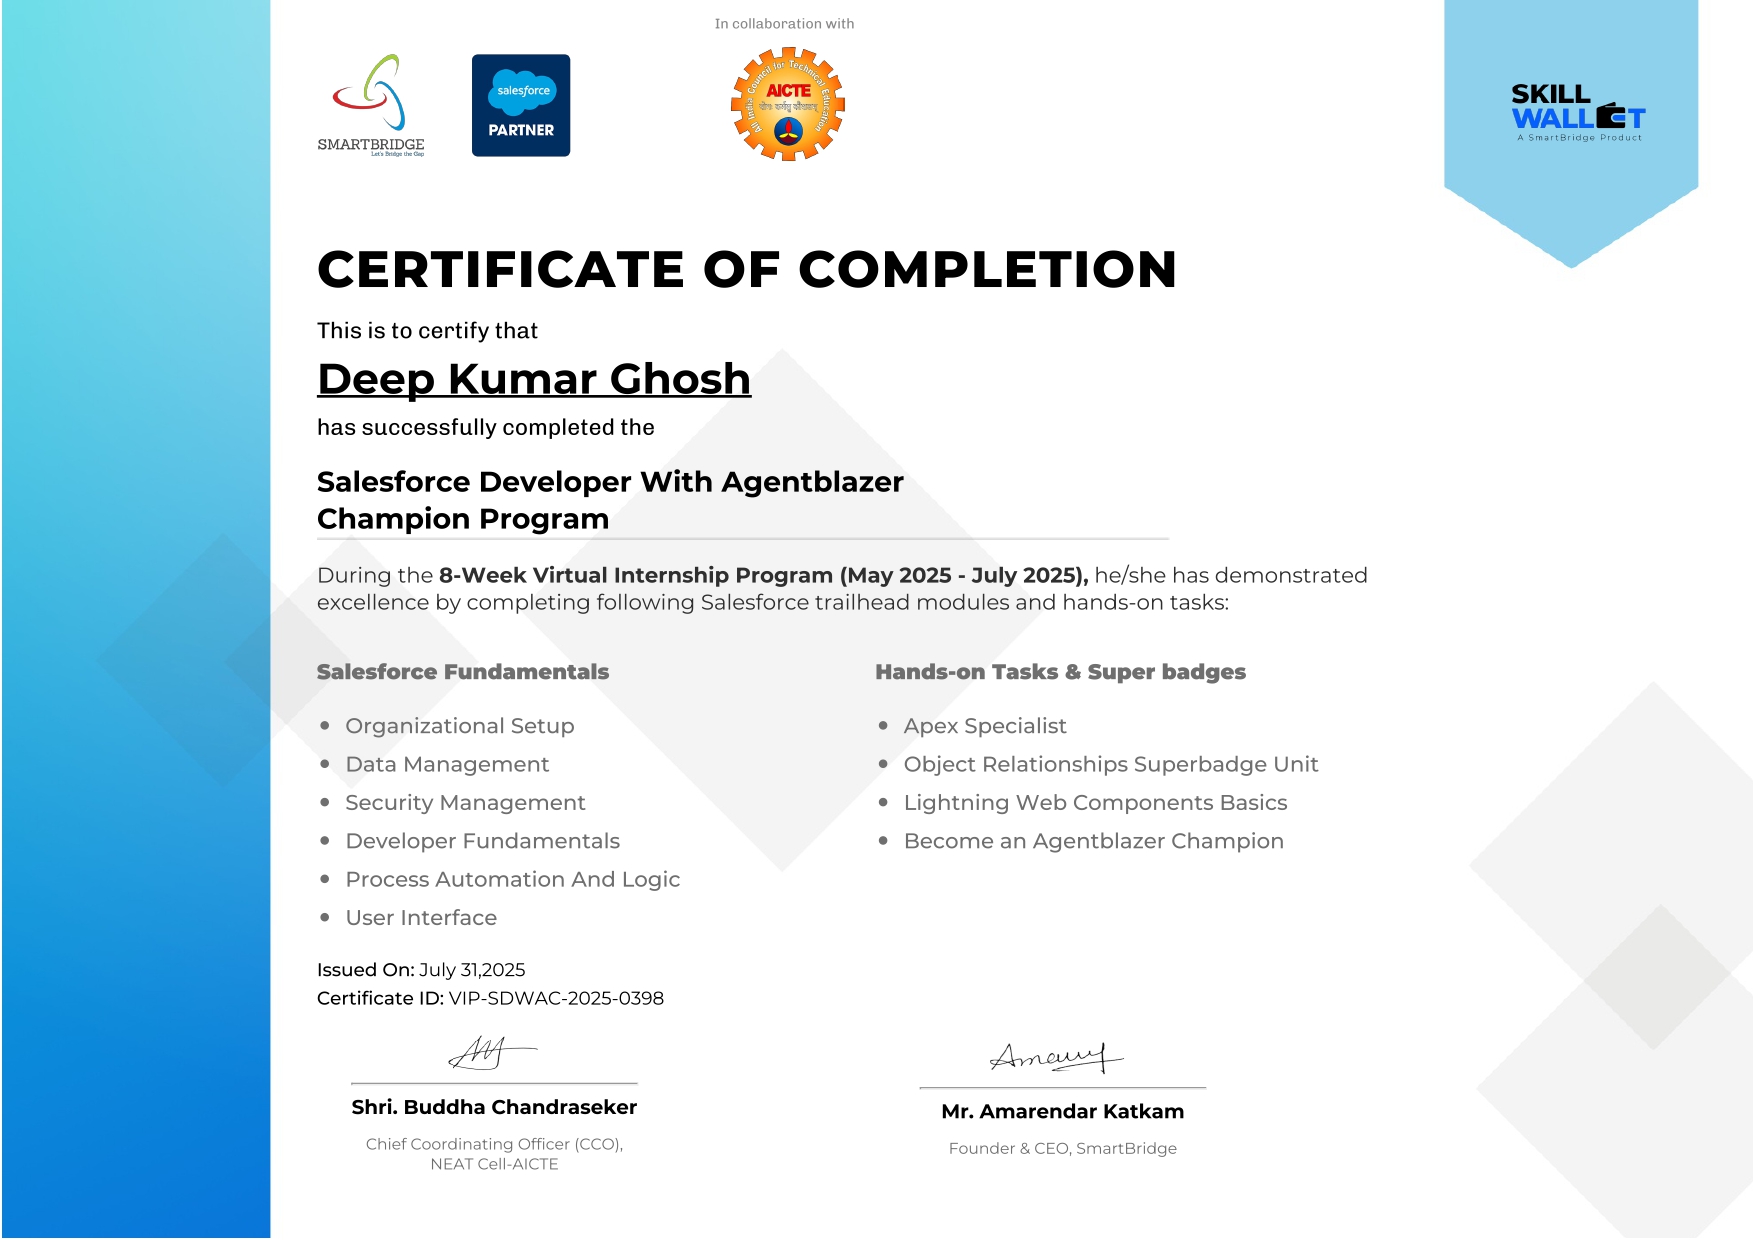 In collaboration with
SMARTBRIDGE
Let's Bridge the Gap
salesforce
PARTNER
All India Council for Technical Education
AICTE
योगः कर्मसु कौशलम्
SKILL
WALLET
A SmartBridge Product
CERTIFICATE OF COMPLETION
This is to certify that
Deep Kumar Ghosh
has successfully completed the
Salesforce Developer With Agentblazer
Champion Program
During the 8-Week Virtual Internship Program (May 2025 - July 2025), he/she has demonstrated
excellence by completing following Salesforce trailhead modules and hands-on tasks:
Salesforce Fundamentals
• Organizational Setup
• Data Management
• Security Management
• Developer Fundamentals
• Process Automation And Logic
• User Interface
Hands-on Tasks & Super badges
• Apex Specialist
• Object Relationships Superbadge Unit
• Lightning Web Components Basics
• Become an Agentblazer Champion
Issued On: July 31,2025
Certificate ID: VIP-SDWAC-2025-0398
Shri. Buddha Chandraseker
Chief Coordinating Officer (CCO),
NEAT Cell-AICTE
Mr. Amarendar Katkam
Founder & CEO, SmartBridge